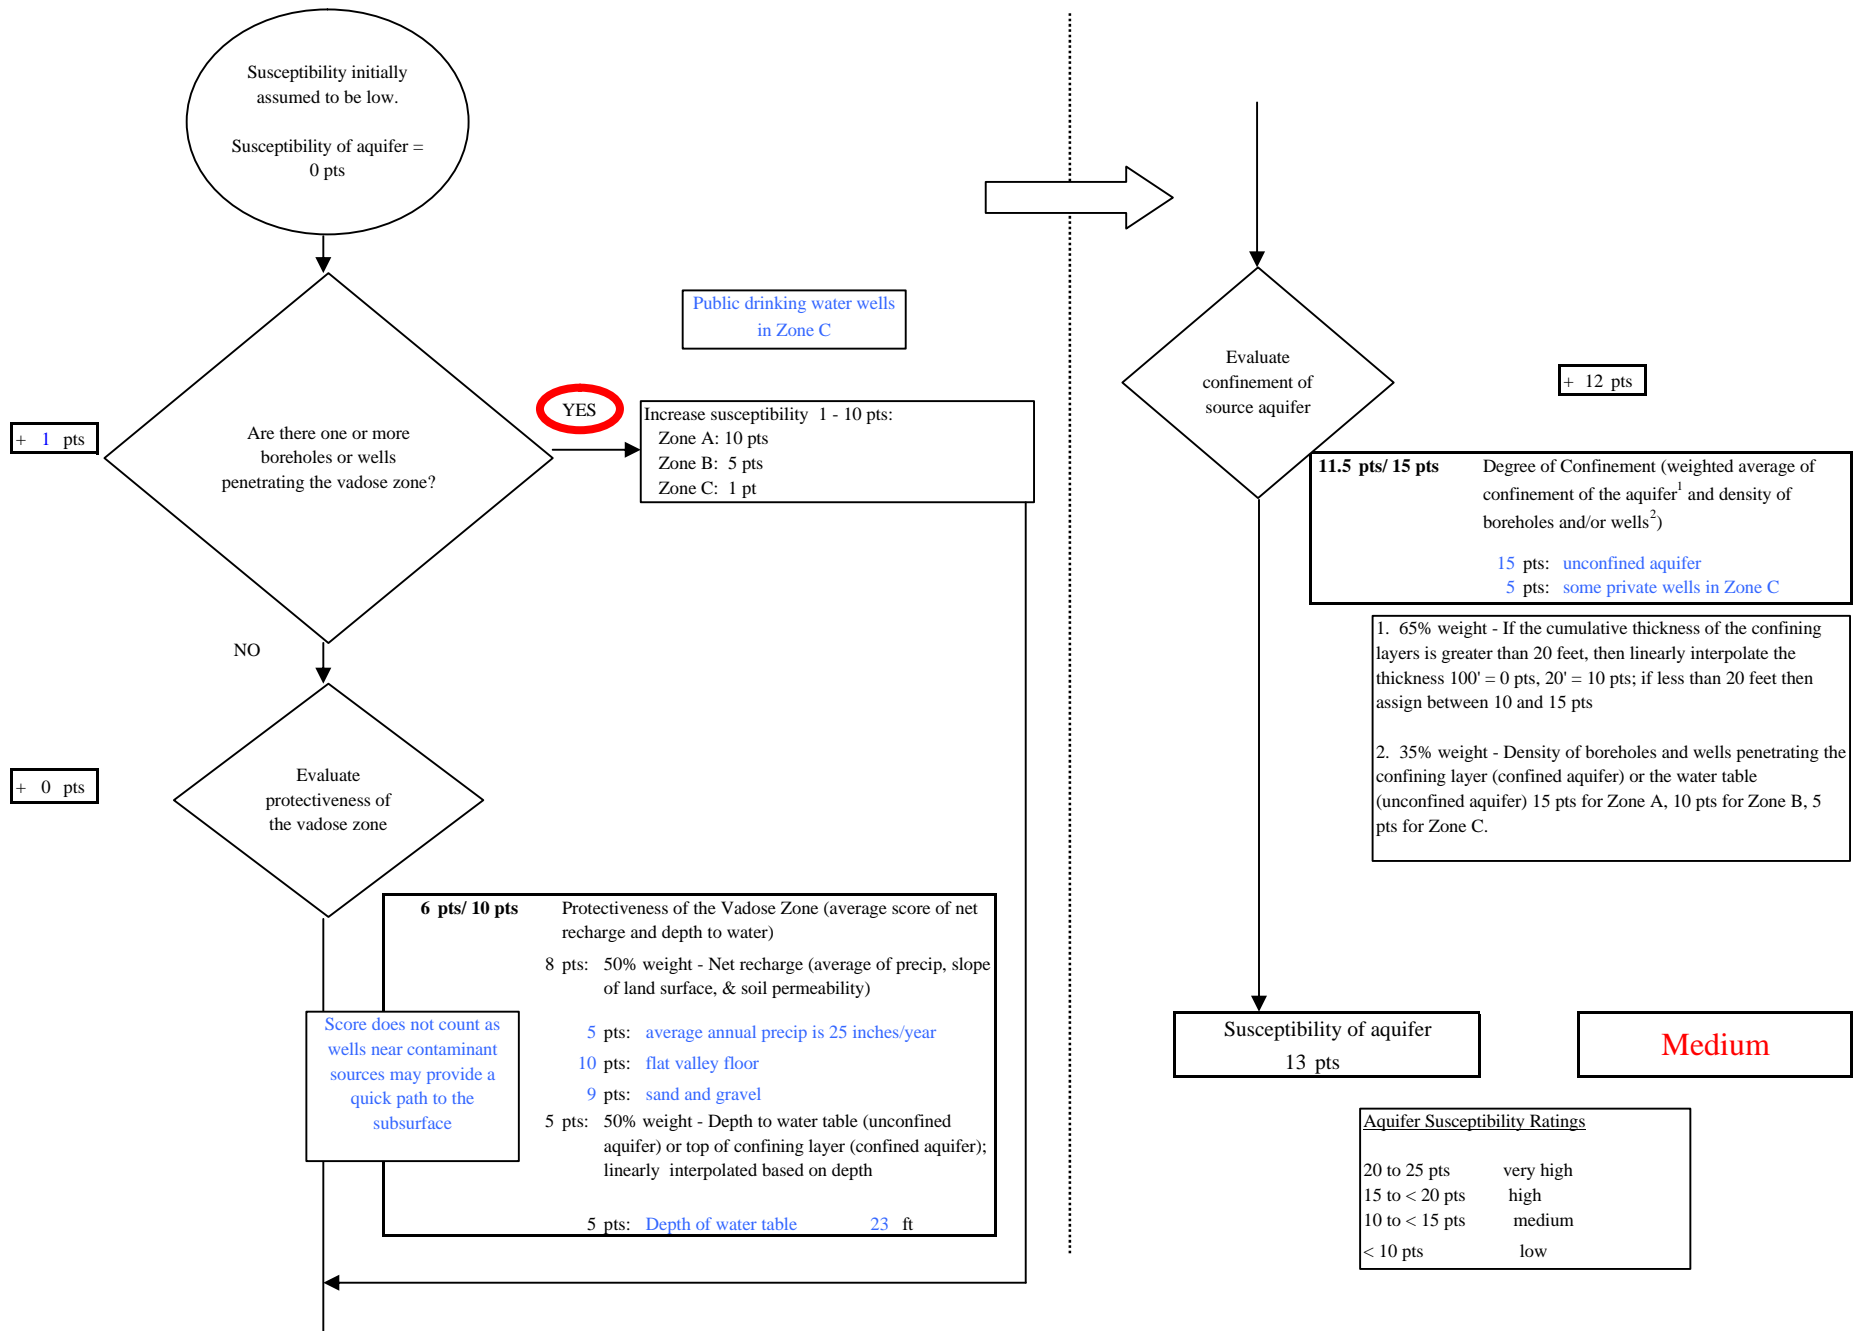 Susceptibility initially
assumed to be low.
Susceptibility of aquifer =
0 pts
Public drinking water wells
in Zone C
YES
Increase susceptibility 1 - 10 pts:
Zone A: 10 pts
Zone B: 5 pts
Zone C: 1 pt
+ 1 pts
Are there one or more
boreholes or wells
penetrating the vadose zone?
NO
+ 0 pts
Evaluate
protectiveness of
the vadose zone
6 pts/ 10 pts Protectiveness of the Vadose Zone (average score of net
recharge and depth to water)
8 pts: 50% weight - Net recharge (average of precip, slope
of land surface, & soil permeability)
5 pts: average annual precip is 25 inches/year
10 pts: flat valley floor
9 pts: sand and gravel
5 pts: 50% weight - Depth to water table (unconfined
aquifer) or top of confining layer (confined aquifer);
linearly interpolated based on depth
5 pts: Depth of water table 23 ft
Score does not count as
wells near contaminant
sources may provide a
quick path to the
subsurface
Evaluate
confinement of
source aquifer
+ 12 pts
11.5 pts/ 15 pts Degree of Confinement (weighted average of
confinement of the aquifer1 and density of
boreholes and/or wells2)
15 pts: unconfined aquifer
5 pts: some private wells in Zone C
1. 65% weight - If the cumulative thickness of the confining
layers is greater than 20 feet, then linearly interpolate the
thickness 100' = 0 pts, 20' = 10 pts; if less than 20 feet then
assign between 10 and 15 pts
2. 35% weight - Density of boreholes and wells penetrating the
confining layer (confined aquifer) or the water table
(unconfined aquifer) 15 pts for Zone A, 10 pts for Zone B, 5
pts for Zone C.
Susceptibility of aquifer
13 pts
Medium
Aquifer Susceptibility Ratings
20 to 25 pts very high
15 to < 20 pts high
10 to < 15 pts medium
< 10 pts low